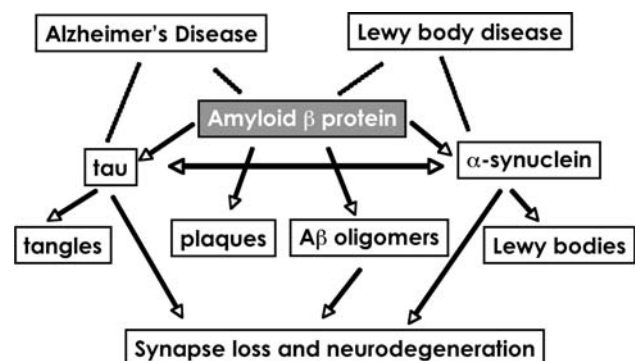 Alzheimer's Disease
Lewy body disease
Amyloid β protein
tau
α-synuclein
tangles
plaques
Aβ oligomers
Lewy bodies
Synapse loss and neurodegeneration